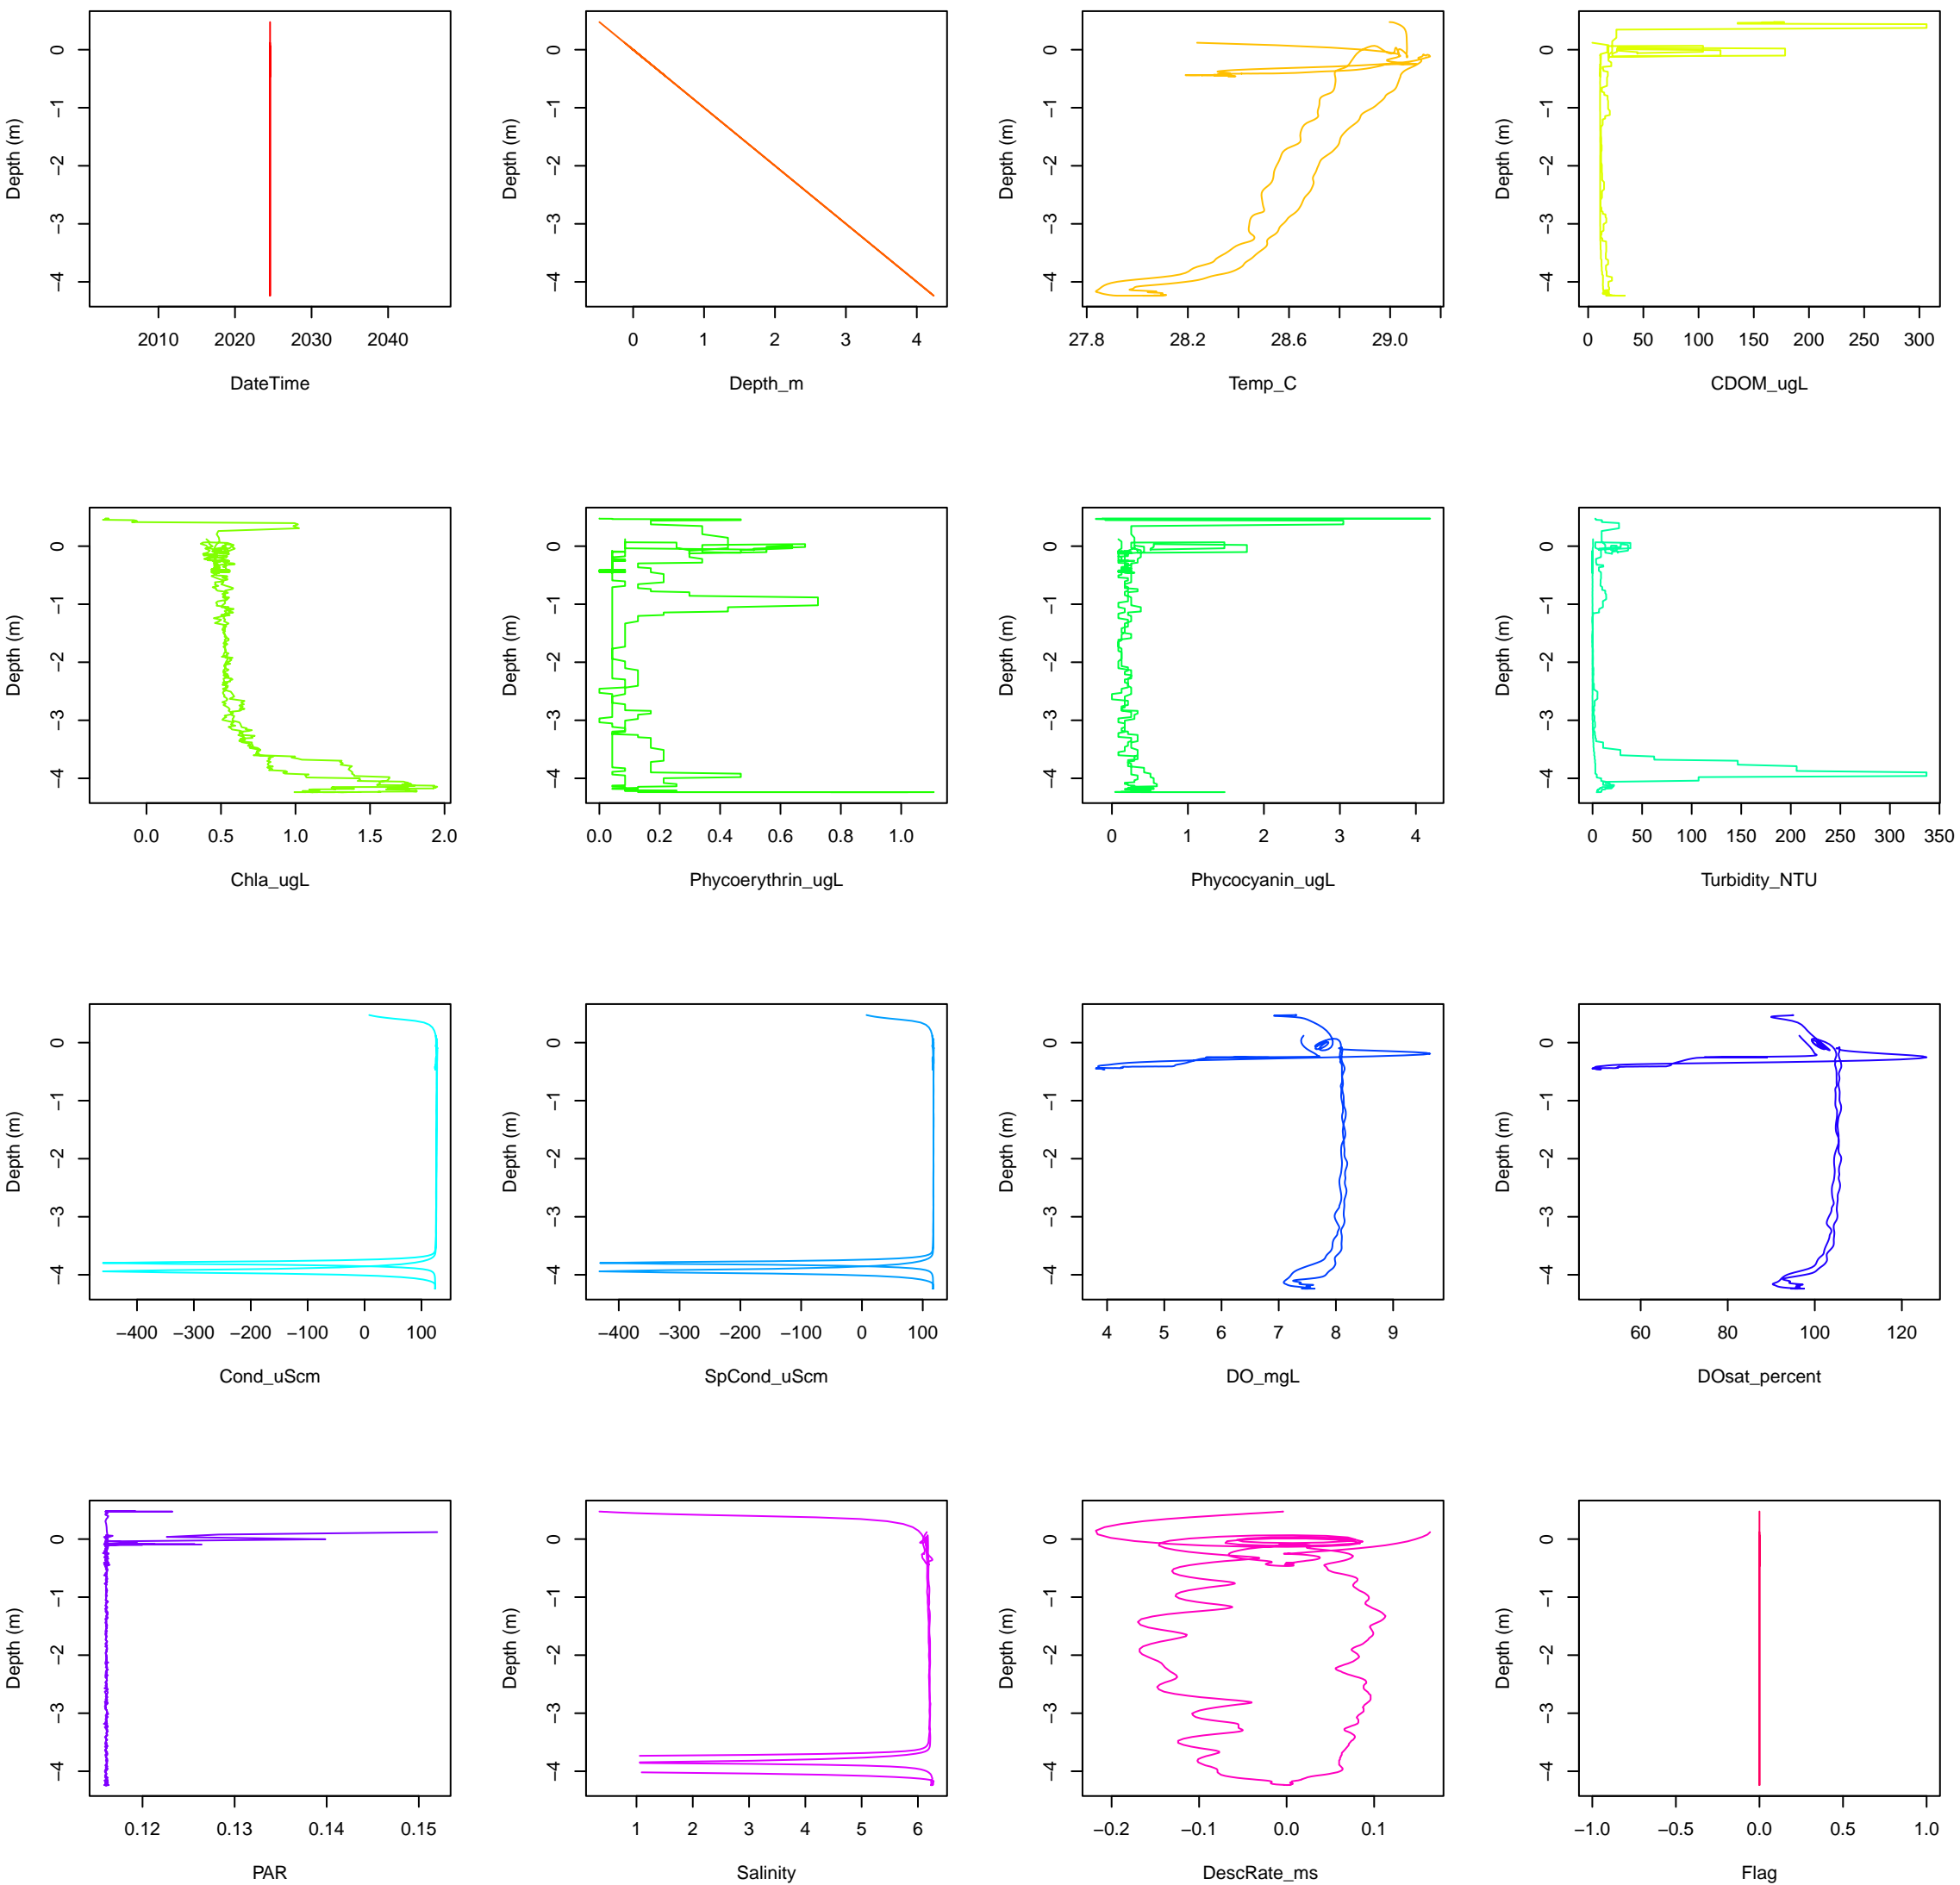 Depth (m)
0
−1
−2
−3
−4
2010 2020 2030 2040
DateTime
Depth (m)
0
−1
−2
−3
−4
0 1 2 3 4
Depth_m
Depth (m)
0
−1
−2
−3
−4
27.8 28.2 28.6 29.0
Temp_C
Depth (m)
0
−1
−2
−3
−4
0 50 100 150 200 250 300
CDOM_ugL
Depth (m)
0
−1
−2
−3
−4
0.0 0.5 1.0 1.5 2.0
Chla_ugL
Depth (m)
0
−1
−2
−3
−4
0.0 0.2 0.4 0.6 0.8 1.0
Phycoerythrin_ugL
Depth (m)
0
−1
−2
−3
−4
0 1 2 3 4
Phycocyanin_ugL
Depth (m)
0
−1
−2
−3
−4
0 50 100 150 200 250 300 350
Turbidity_NTU
Depth (m)
0
−1
−2
−3
−4
−400 −300 −200 −100 0 100
Cond_uScm
Depth (m)
0
−1
−2
−3
−4
−400 −300 −200 −100 0 100
SpCond_uScm
Depth (m)
0
−1
−2
−3
−4
4 5 6 7 8 9
DO_mgL
Depth (m)
0
−1
−2
−3
−4
60 80 100 120
DOsat_percent
Depth (m)
0
−1
−2
−3
−4
0.12 0.13 0.14 0.15
PAR
Depth (m)
0
−1
−2
−3
−4
1 2 3 4 5 6
Salinity
Depth (m)
0
−1
−2
−3
−4
−0.2 −0.1 0.0 0.1
DescRate_ms
Depth (m)
0
−1
−2
−3
−4
−1.0 −0.5 0.0 0.5 1.0
Flag